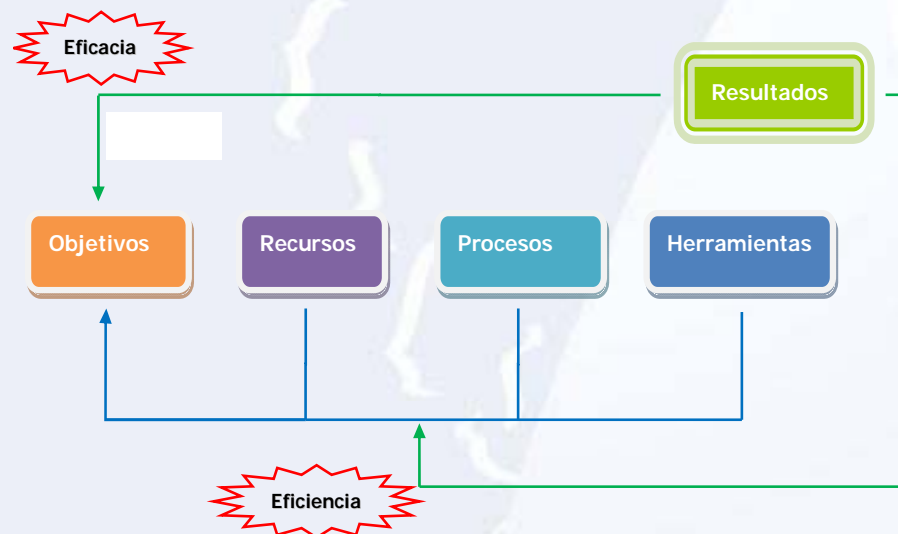 Eficacia
Resultados
Objetivos
Recursos
Procesos
Herramientas
Eficiencia